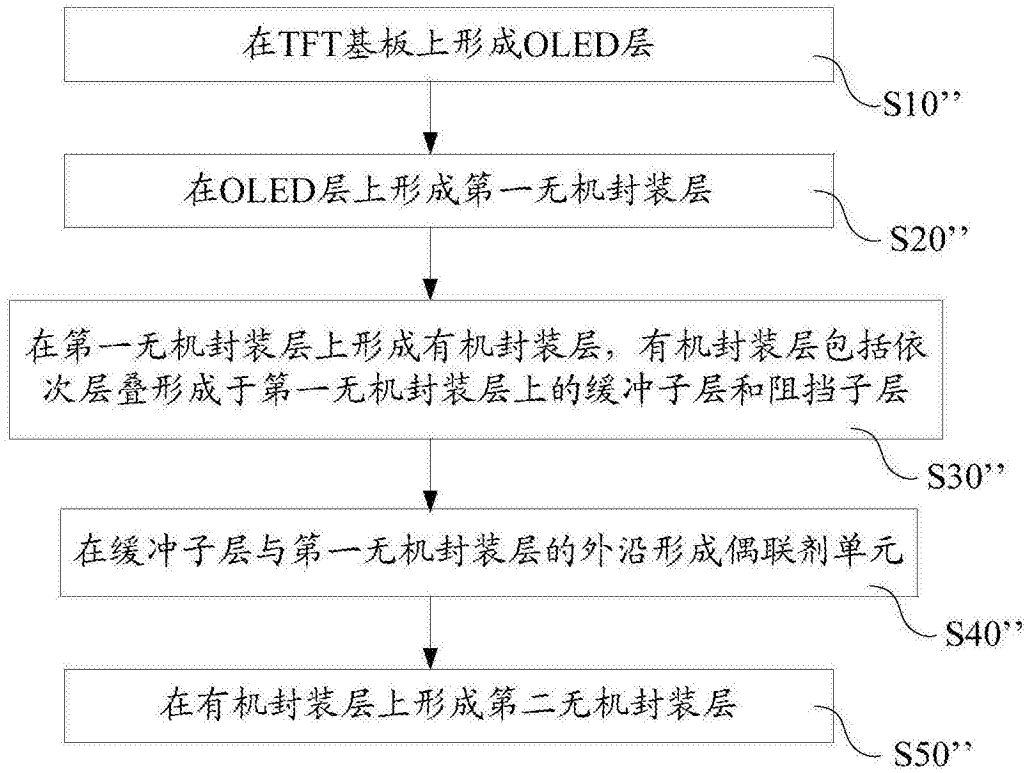 在TFT基板上形成OLED层
S10’’
在OLED层上形成第一无机封装层
S20’’
在第一无机封装层上形成有机封装层，有机封装层包括依
次层叠形成于第一无机封装层上的缓冲子层和阻挡子层
S30’’
在缓冲子层与第一无机封装层的外沿形成偶联剂单元
S40’’
在有机封装层上形成第二无机封装层
S50’’